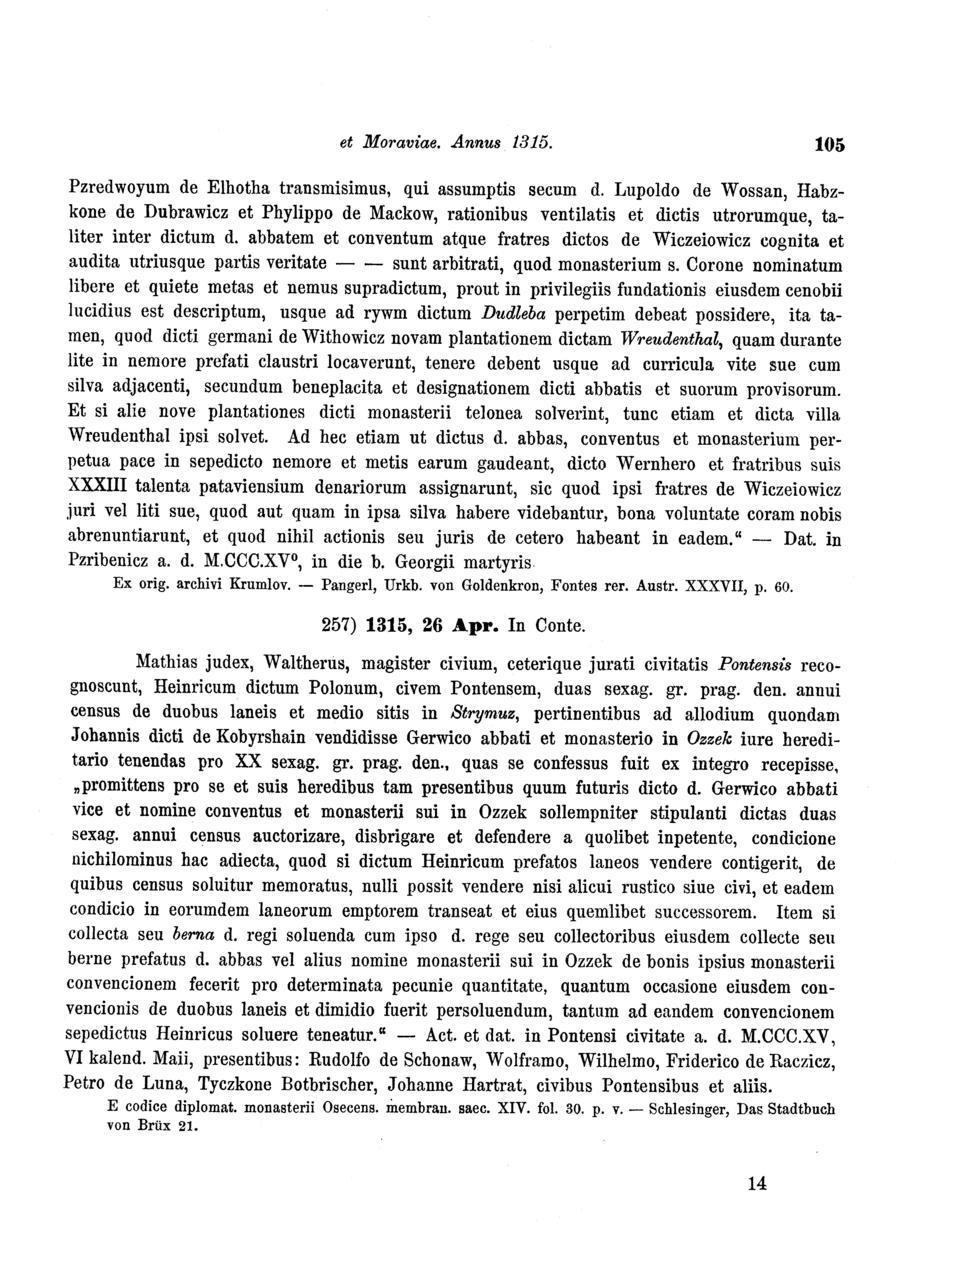 et Moraviae. Annus 1315. 105
Pzredwoyum de Elhotha transmisimus, qui assumptis secum d. Lupoldo de Wossan, Habz-
kone de Dubrawicz et Phylippo de Mackow, rationibus ventilatis et dictis utrorumque, ta-
liter inter dictum d. abbatem et conventum atque fratres dictos de Wiczeiowicz cognita et
audita utriusque partis veritate — — sunt arbitrati, quod monasterium s. Corone nominatum
libere et quiete metas et nemus supradictum, prout in privilegiis fundationis eiusdem cenobii
lucidius est descriptum, usque ad rywm dictum Dudleba perpetim debeat possidere, ita ta-
men, quod dicti germani de Withowicz novam plantationem dictam Wreudenthal, quam durante
lite in nemore prefati claustri locaverunt, tenere debent usque ad curricula vite sue cum
silva adjacenti, secundum beneplacita et designationem dicti abbatis et suorum provisorum.
Et si alie nove plantationes dicti monasterii telonea solverint, tunc etiam et dicta villa
Wreudenthal ipsi solvet. Ad hec etiam ut dictus d. abbas, conventus et monasterium per-
petua pace in sepedicto nemore et metis earum gaudeant, dicto Wernhero et fratribus suis
XXXIII talenta pataviensium denariorum assignarunt, sic quod ipsi fratres de Wiczeiowicz
juri vel liti sue, quod aut quam in ipsa silva habere videbantur, bona voluntate coram nobis
abrenuntiarunt, et quod nihil actionis seu juris de cetero habeant in eadem.“ — Dat. in
Pzribenicz a. d. M.CCC.XV⁰, in die b. Georgii martyris
Ex orig. archivi Krumlov. — Pangerl, Urkb. von Goldenkron, Fontes rer. Austr. XXXVII, p. 60.
257) 1315, 26 Apr. In Conte.
Mathias judex, Waltherus, magister civium, ceterique jurati civitatis Pontensis reco-
gnoscunt, Heinricum dictum Polonum, civem Pontensem, duas sexag. gr. prag. den. annui
census de duobus laneis et medio sitis in Strymuz, pertinentibus ad allodium quondam
Johannis dicti de Kobyrshain vendidisse Gerwico abbati et monasterio in Ozzek iure heredi-
tario tenendas pro XX sexag. gr. prag. den., quas se confessus fuit ex integro recepisse,
„promittens pro se et suis heredibus tam presentibus quum futuris dicto d. Gerwico abbati
vice et nomine conventus et monasterii sui in Ozzek sollempniter stipulanti dictas duas
sexag. annui census auctorizare, disbrigare et defendere a quolibet inpetente, condicione
nichilominus hac adiecta, quod si dictum Heinricum prefatos laneos vendere contigerit, de
quibus census soluitur memoratus, nulli possit vendere nisi alicui rustico siue civi, et eadem
condicio in eorumdem laneorum emptorem transeat et eius quemlibet successorem. Item si
collecta seu berna d. regi soluenda cum ipso d. rege seu collectoribus eiusdem collecte seu
berne prefatus d. abbas vel alius nomine monasterii sui in Ozzek de bonis ipsius monasterii
convencionem fecerit pro determinata pecunie quantitate, quantum occasione eiusdem con-
vencionis de duobus laneis et dimidio fuerit persoluendum, tantum ad eandem convencionem
sepedictus Heinricus soluere teneatur.“ — Act. et dat. in Pontensi civitate a. d. M.CCC.XV,
VI kalend. Maii, presentibus: Rudolfo de Schonaw, Wolframo, Wilhelmo, Friderico de Raczicz,
Petro de Luna, Tyczkone Botbrischer, Johanne Hartrat, civibus Pontensibus et aliis.
E codice diplomat. monasterii Osecens. membran. saec. XIV. fol. 30. p. v. — Schlesinger, Das Stadtbuch
von Brüx 21.
14